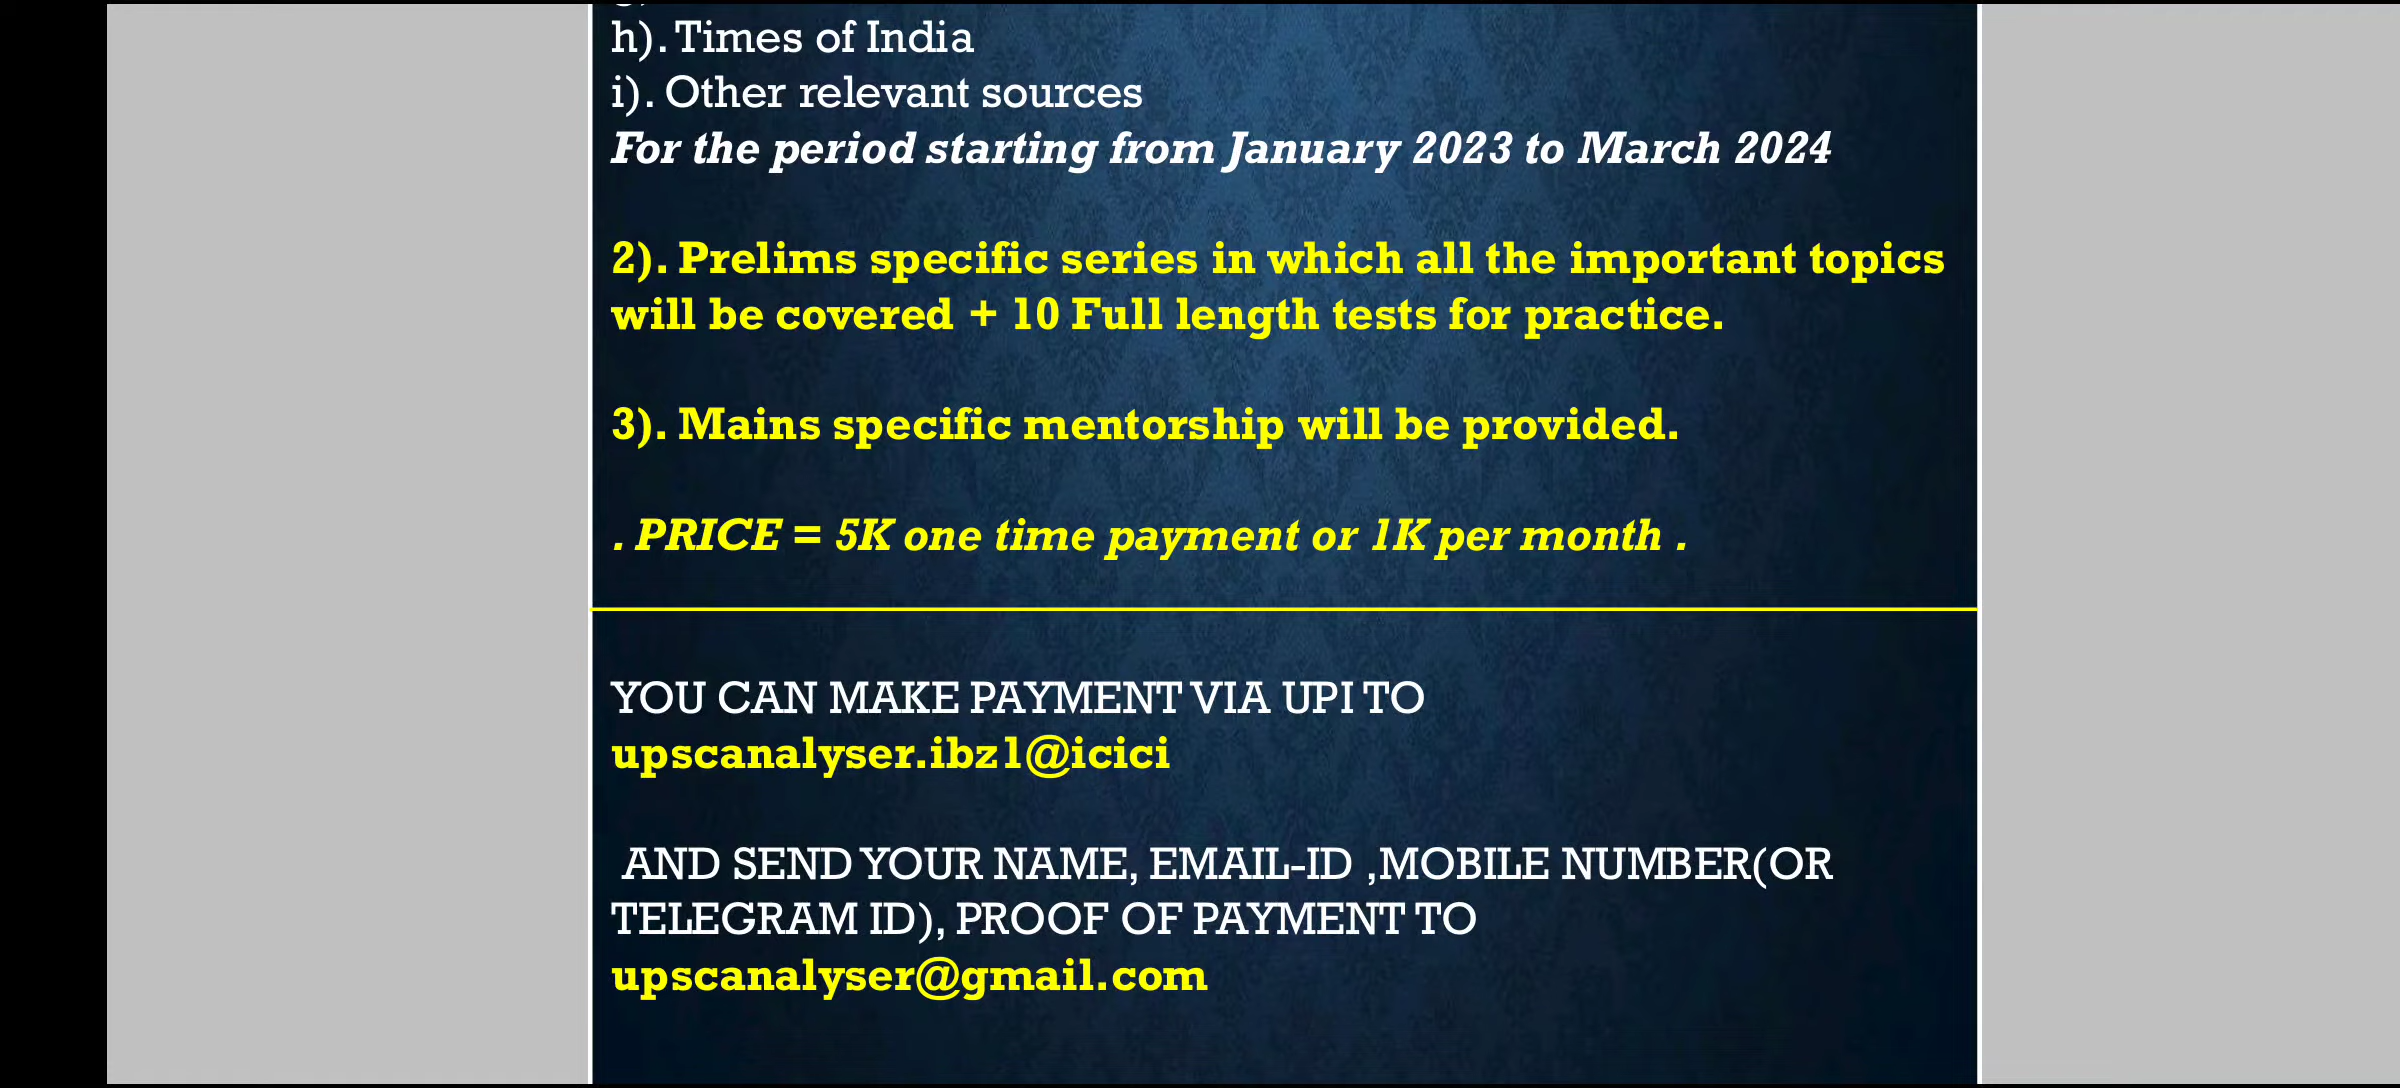 h). Times of India
i). Other relevant sources
For the period starting from January 2023 to March 2024
2). Prelims specific series in which all the important topics
will be covered + 10 Full length tests for practice.
3). Mains specific mentorship will be provided.
. PRICE = 5K one time payment or 1K per month .
YOU CAN MAKE PAYMENT VIA UPI TO
upscanalyser.ibz1@icici
AND SEND YOUR NAME, EMAIL-ID ,MOBILE NUMBER(OR
TELEGRAM ID), PROOF OF PAYMENT TO
upscanalyser@gmail.com